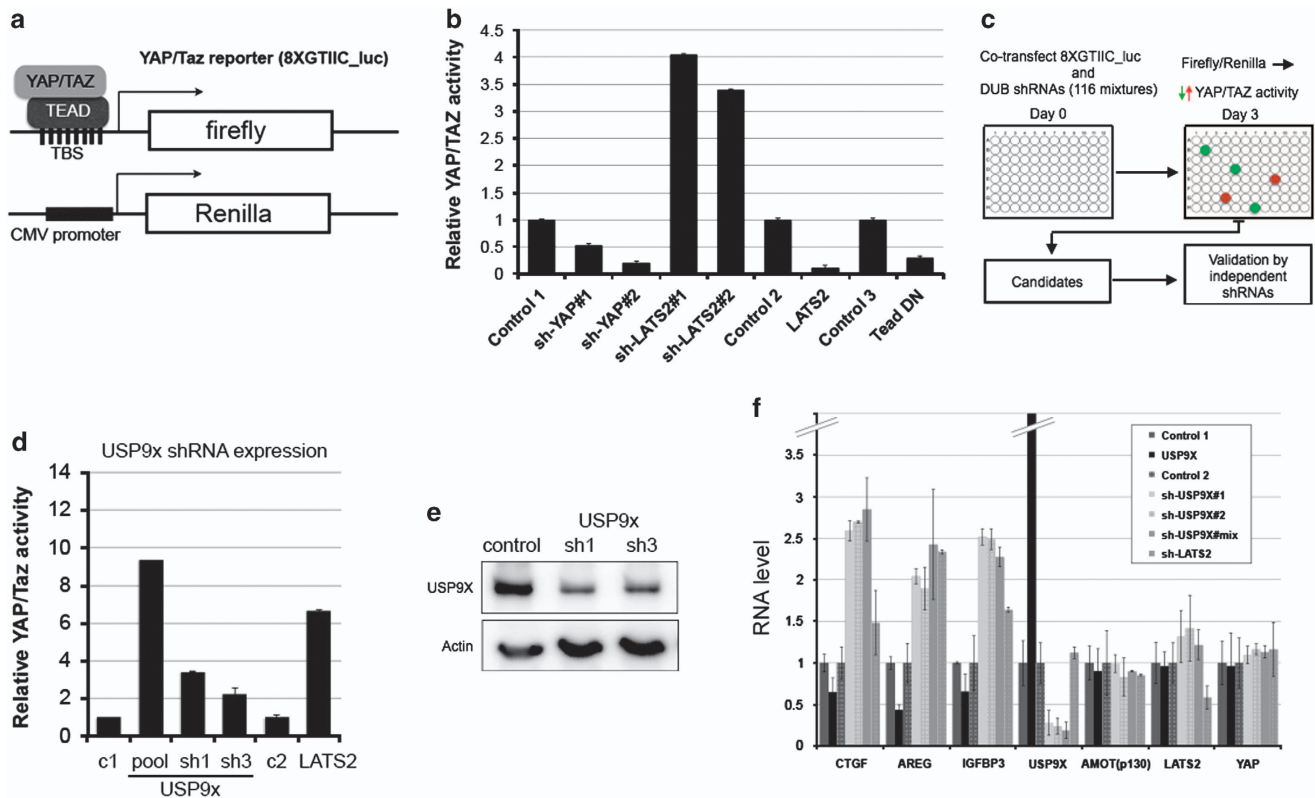 a
YAP/Taz reporter (8XGTIIC_luc)
YAP/TAZ
TEAD
TBS
firefly
Renilla
CMV promoter
b
Relative YAP/TAZ activity
4.5
4
3.5
3
2.5
2
1.5
1
0.5
0
Control 1
sh-YAP#1
sh-YAP#2
sh-LATS2#1
sh-LATS2#2
Control 2
LATS2
Control 3
Tead DN
c
Co-transfect 8XGTIIC_luc
and
DUB shRNAs (116 mixtures)
Day 0
Firefly/Renilla
YAP/TAZ activity
Day 3
Candidates
Validation by
independent
shRNAs
d
USP9x shRNA expression
Relative YAP/Taz activity
14
12
10
8
6
4
2
0
c1
pool
sh1
sh3
c2
LATS2
USP9x
e
USP9x
control
sh1
sh3
USP9X
Actin
f
RNA level
3.5
3
2.5
2
1.5
1
0.5
0
Control 1
USP9X
Control 2
sh-USP9X#1
sh-USP9X#2
sh-USP9X#mix
sh-LATS2
CTGF
AREG
IGFBP3
USP9X
AMOT(p130)
LATS2
YAP